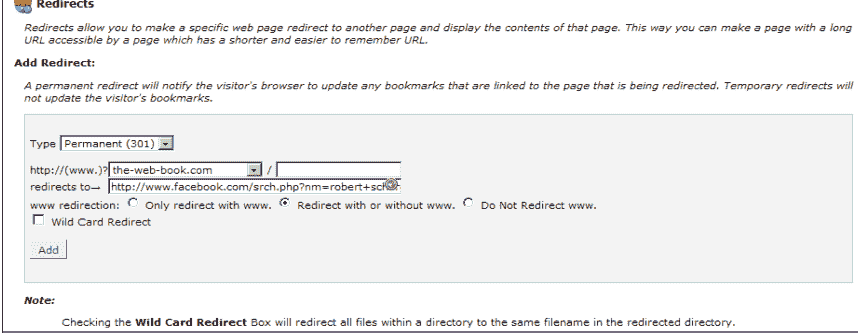 Redirects
Redirects allow you to make a specific web page redirect to another page and display the contents of that page. This way you can make a page with a long
URL accessible by a page which has a shorter and easier to remember URL.
Add Redirect:
A permanent redirect will notify the visitor's browser to update any bookmarks that are linked to the page that is being redirected. Temporary redirects will
not update the visitor's bookmarks.
Type Permanent (301)
http://(www.)? the-web-book.com /
redirects to→ http://www.facebook.com/srch.php?nm=robert+sch
www redirection: Only redirect with www. Redirect with or without www. Do Not Redirect www.
Wild Card Redirect
Add
Note:
Checking the Wild Card Redirect Box will redirect all files within a directory to the same filename in the redirected directory.